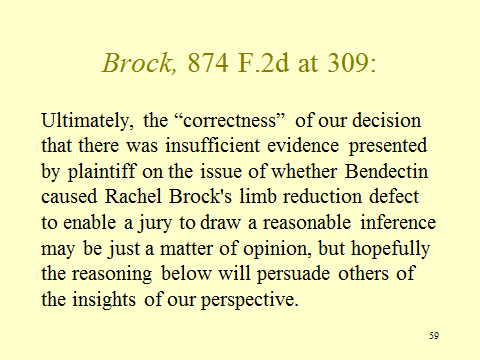 Brock, 874 F.2d at 309:
Ultimately, the “correctness” of our decision
that there was insufficient evidence presented
by plaintiff on the issue of whether Bendectin
caused Rachel Brock's limb reduction defect
to enable a jury to draw a reasonable inference
may be just a matter of opinion, but hopefully
the reasoning below will persuade others of
the insights of our perspective.
59